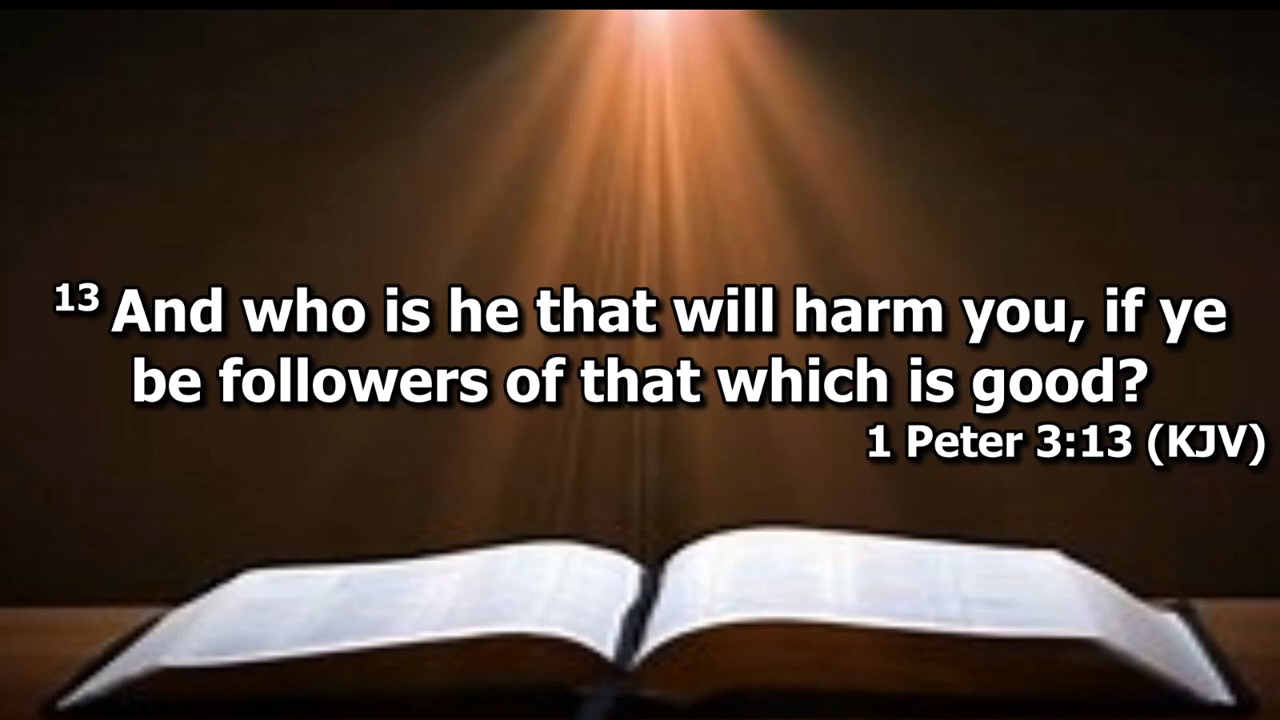 13 And who is he that will harm you, if ye
be followers of that which is good?
1 Peter 3:13 (KJV)